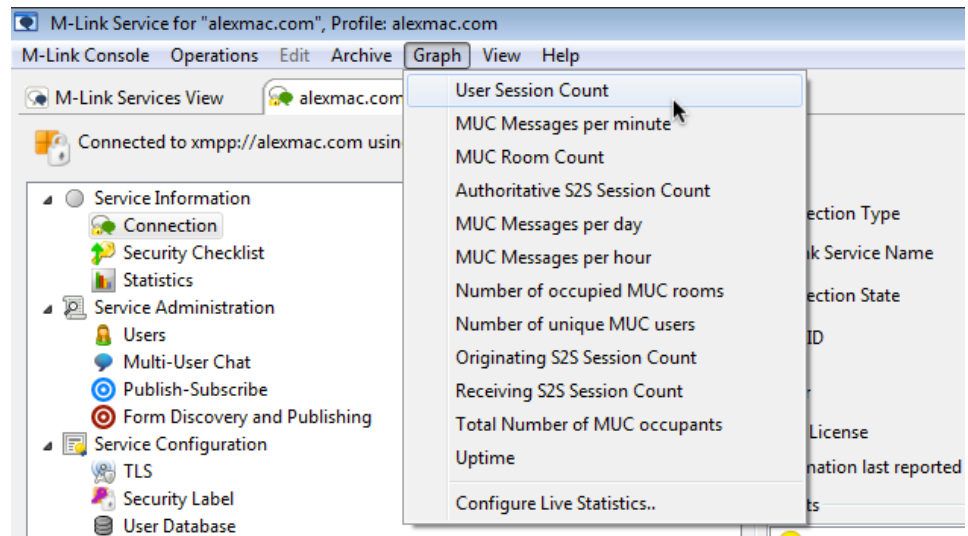 M-Link Service for "alexmac.com", Profile: alexmac.com
M-Link Console Operations Edit Archive Graph View Help
M-Link Services View alexmac.com
Connected to xmpp://alexmac.com usin
Service Information
Connection
Security Checklist
Statistics
Service Administration
Users
Multi-User Chat
Publish-Subscribe
Form Discovery and Publishing
Service Configuration
TLS
Security Label
User Database
User Session Count
MUC Messages per minute
MUC Room Count
Authoritative S2S Session Count
MUC Messages per day
MUC Messages per hour
Number of occupied MUC rooms
Number of unique MUC users
Originating S2S Session Count
Receiving S2S Session Count
Total Number of MUC occupants
Uptime
Configure Live Statistics..
ection Type
k Service Name
ection State
ID
License
nation last reported
ts